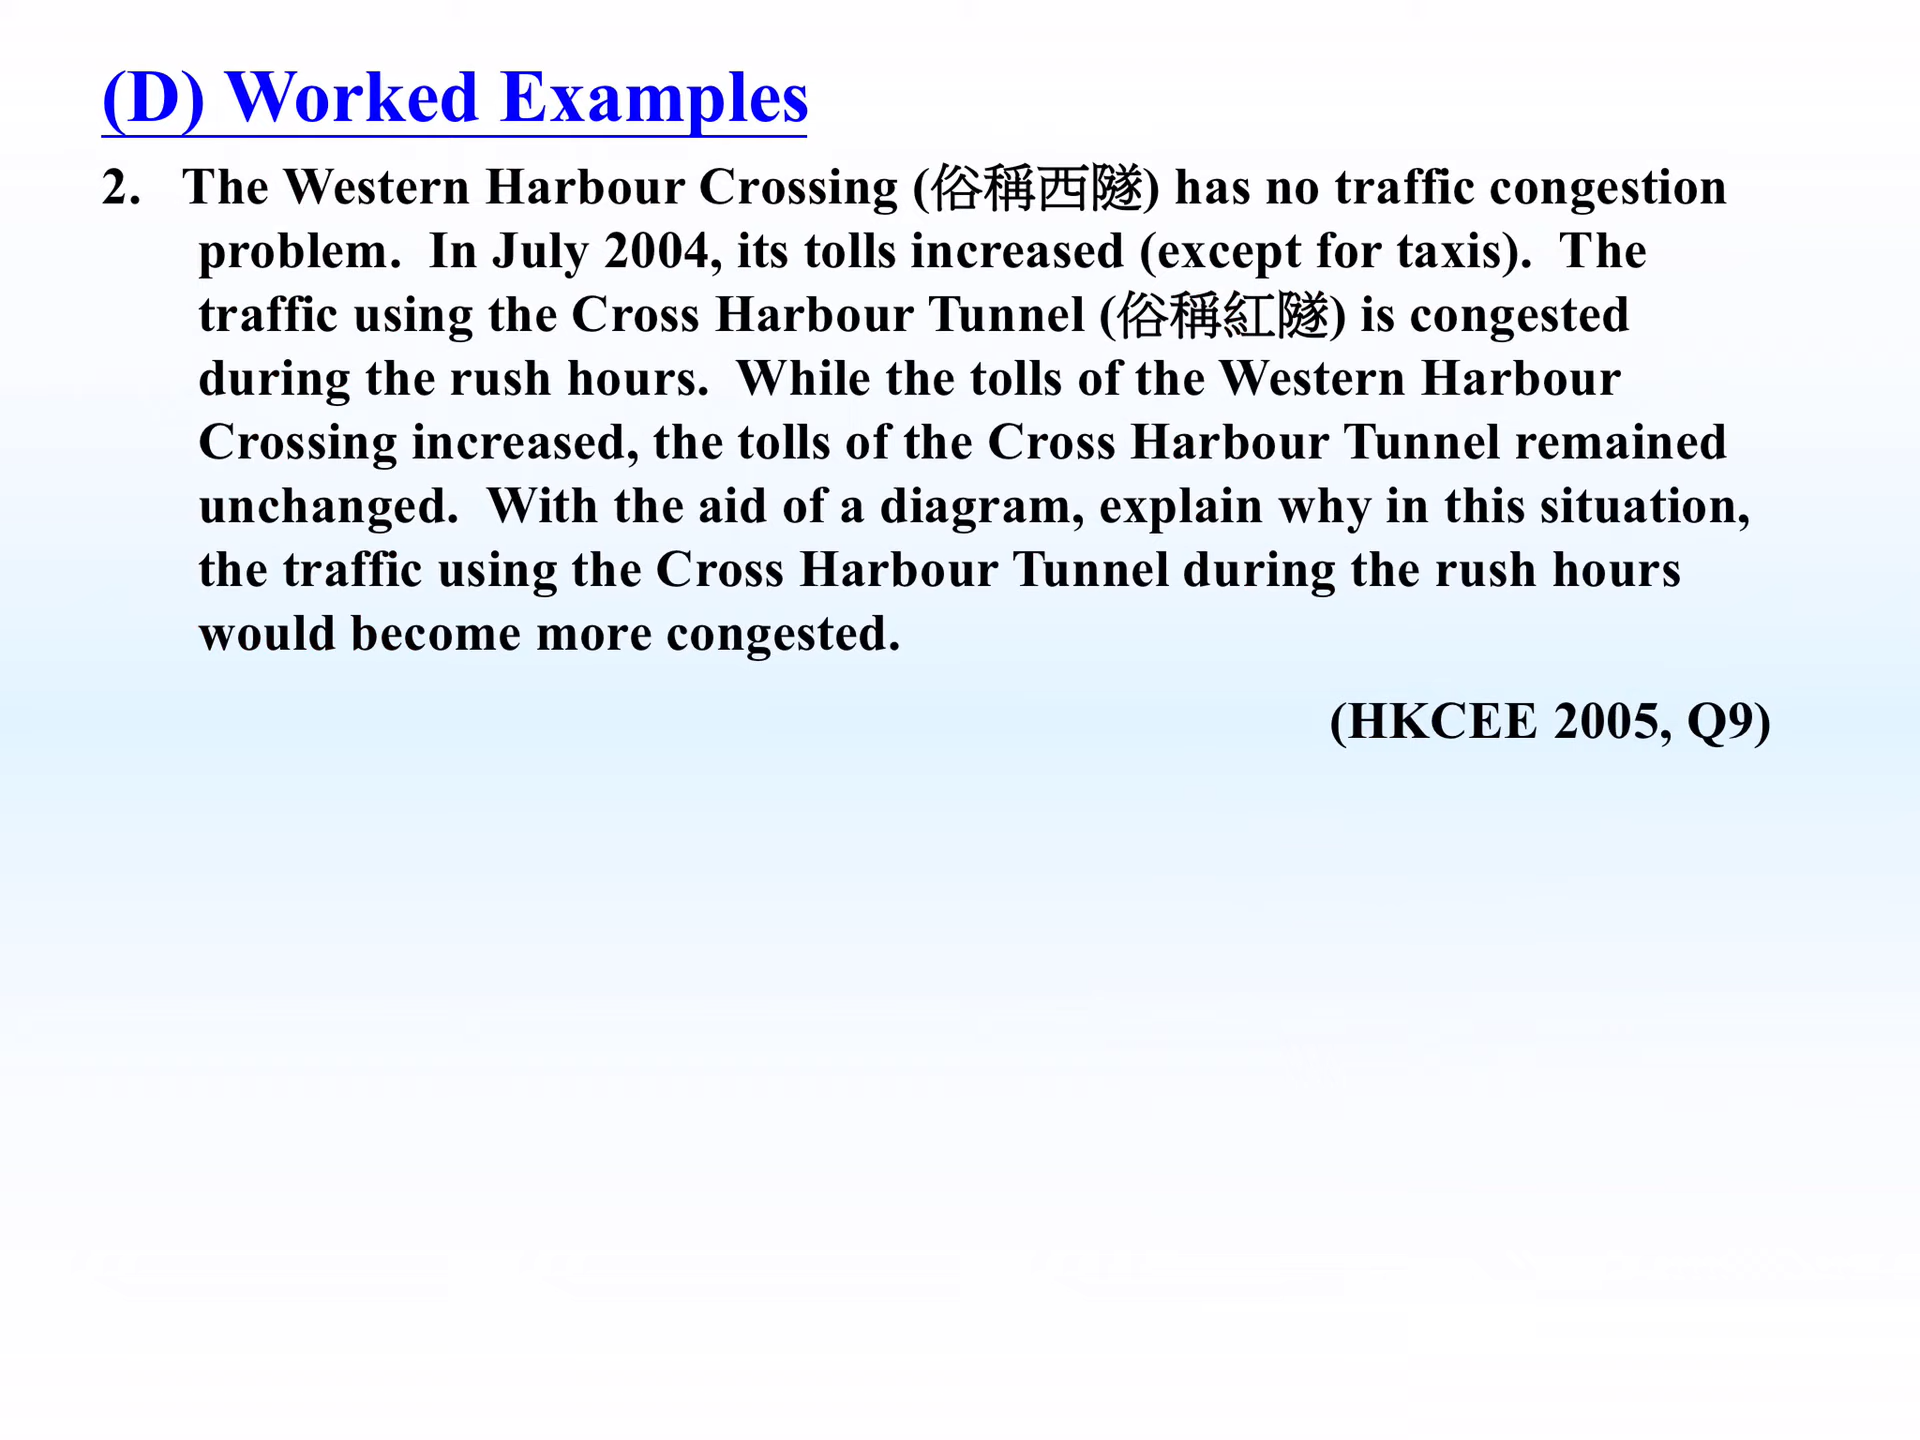 (D) Worked Examples
2. The Western Harbour Crossing (俗稱西隧) has no traffic congestion
problem. In July 2004, its tolls increased (except for taxis). The
traffic using the Cross Harbour Tunnel (俗稱紅隧) is congested
during the rush hours. While the tolls of the Western Harbour
Crossing increased, the tolls of the Cross Harbour Tunnel remained
unchanged. With the aid of a diagram, explain why in this situation,
the traffic using the Cross Harbour Tunnel during the rush hours
would become more congested.
(HKCEE 2005, Q9)